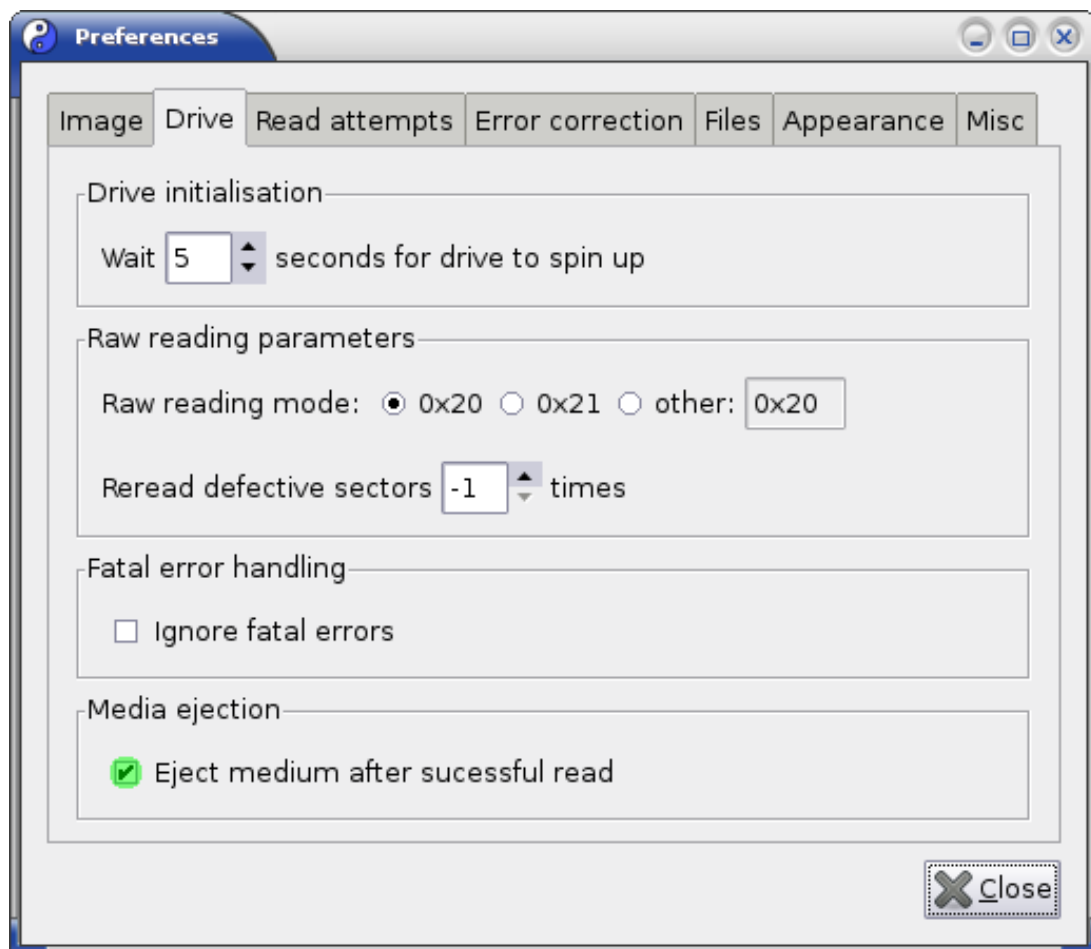 Preferences
Image Drive Read attempts Error correction Files Appearance Misc
Drive initialisation
Wait 5 seconds for drive to spin up
Raw reading parameters
Raw reading mode: 0x20 0x21 other: 0x20
Reread defective sectors -1 times
Fatal error handling
Ignore fatal errors
Media ejection
Eject medium after sucessful read
Close